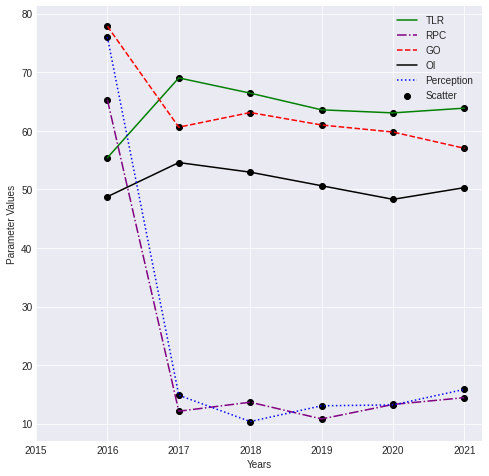 80
70
60
50
40
30
20
10
Parameter Values
2015 2016 2017 2018 2019 2020 2021
Years
TLR
RPC
GO
OI
Perception
Scatter